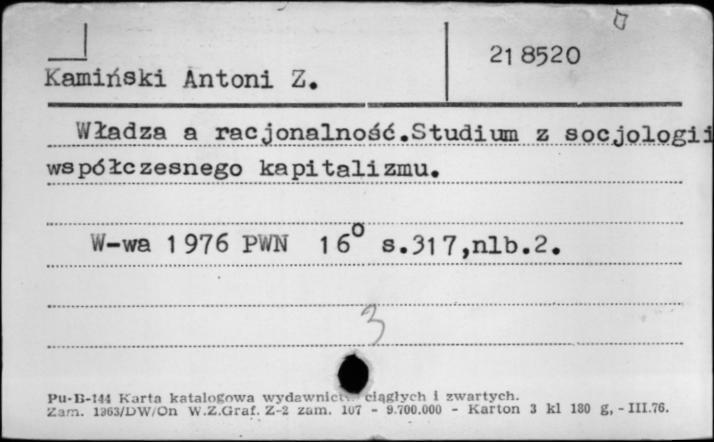 21 8520
Kamiński Antoni Z.
Władza a racjonalność.Studium z socjologii
współczesnego kapitalizmu.
W-wa 1976 PWN 16° s.317,nlb.2.
3
Pu-B-144 Karta katalogowa wydawnictw ciągłych i zwartych.
Zam. 1363/DW/On W.Z.Graf. Z-2 zam. 107 - 9.700.000 - Karton 3 kl 180 g, - III.76.